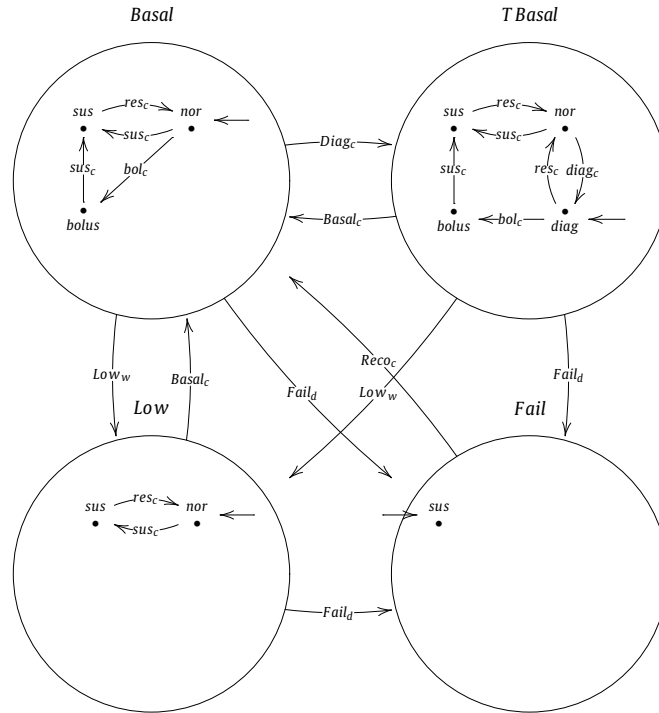 Basal
T Basal
sus
res_c
nor
sus_c
sus_c
bol_c
bolus
sus
res_c
nor
sus_c
sus_c
res_c
diag_c
bolus
bol_c
diag
Diag_c
Basal_c
Low_w
Basal_c
Fail_d
Reco_c
Low_w
Fail_d
Low
Fail
sus
res_c
nor
sus_c
sus
Fail_d